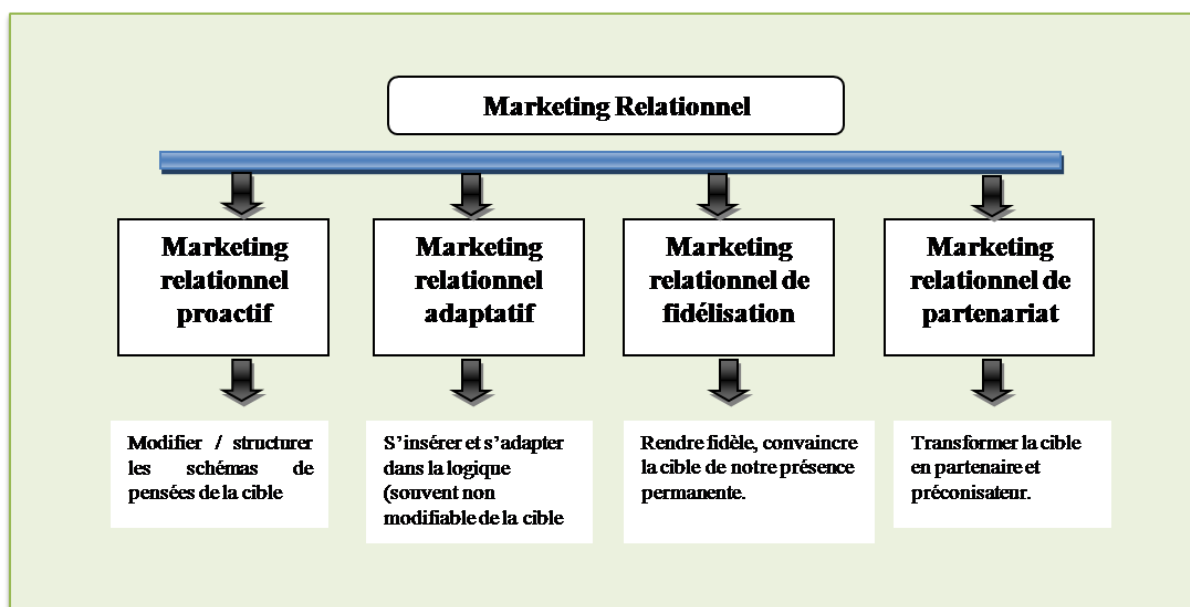 Marketing Relationnel
Marketing
relationnel
proactif
Marketing
relationnel
adaptatif
Marketing
relationnel de
fidélisation
Marketing
relationnel de
partenariat
Modifier / structurer
les schémas de
pensées de la cible
S’insérer et s’adapter
dans la logique
(souvent non
modifiable de la cible
Rendre fidèle, convaincre
la cible de notre présence
permanente.
Transformer la cible
en partenaire et
préconisateur.